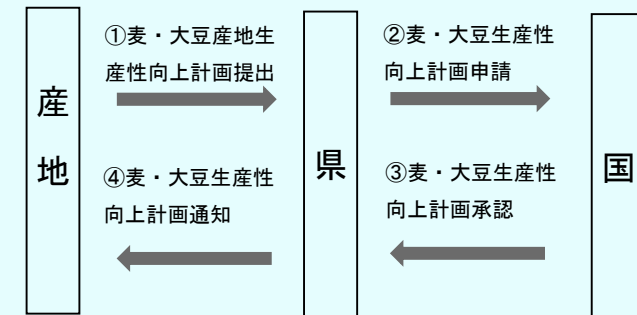 産地
①麦・大豆産地生
産性向上計画提出
④麦・大豆生産性
向上計画通知
県
②麦・大豆生産性
向上計画申請
③麦・大豆生産性
向上計画承認
国